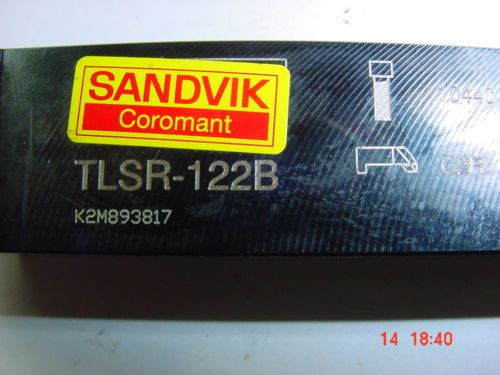 SANDVIK
Coromant
TLSR-122B
K2M893817
14 18:40